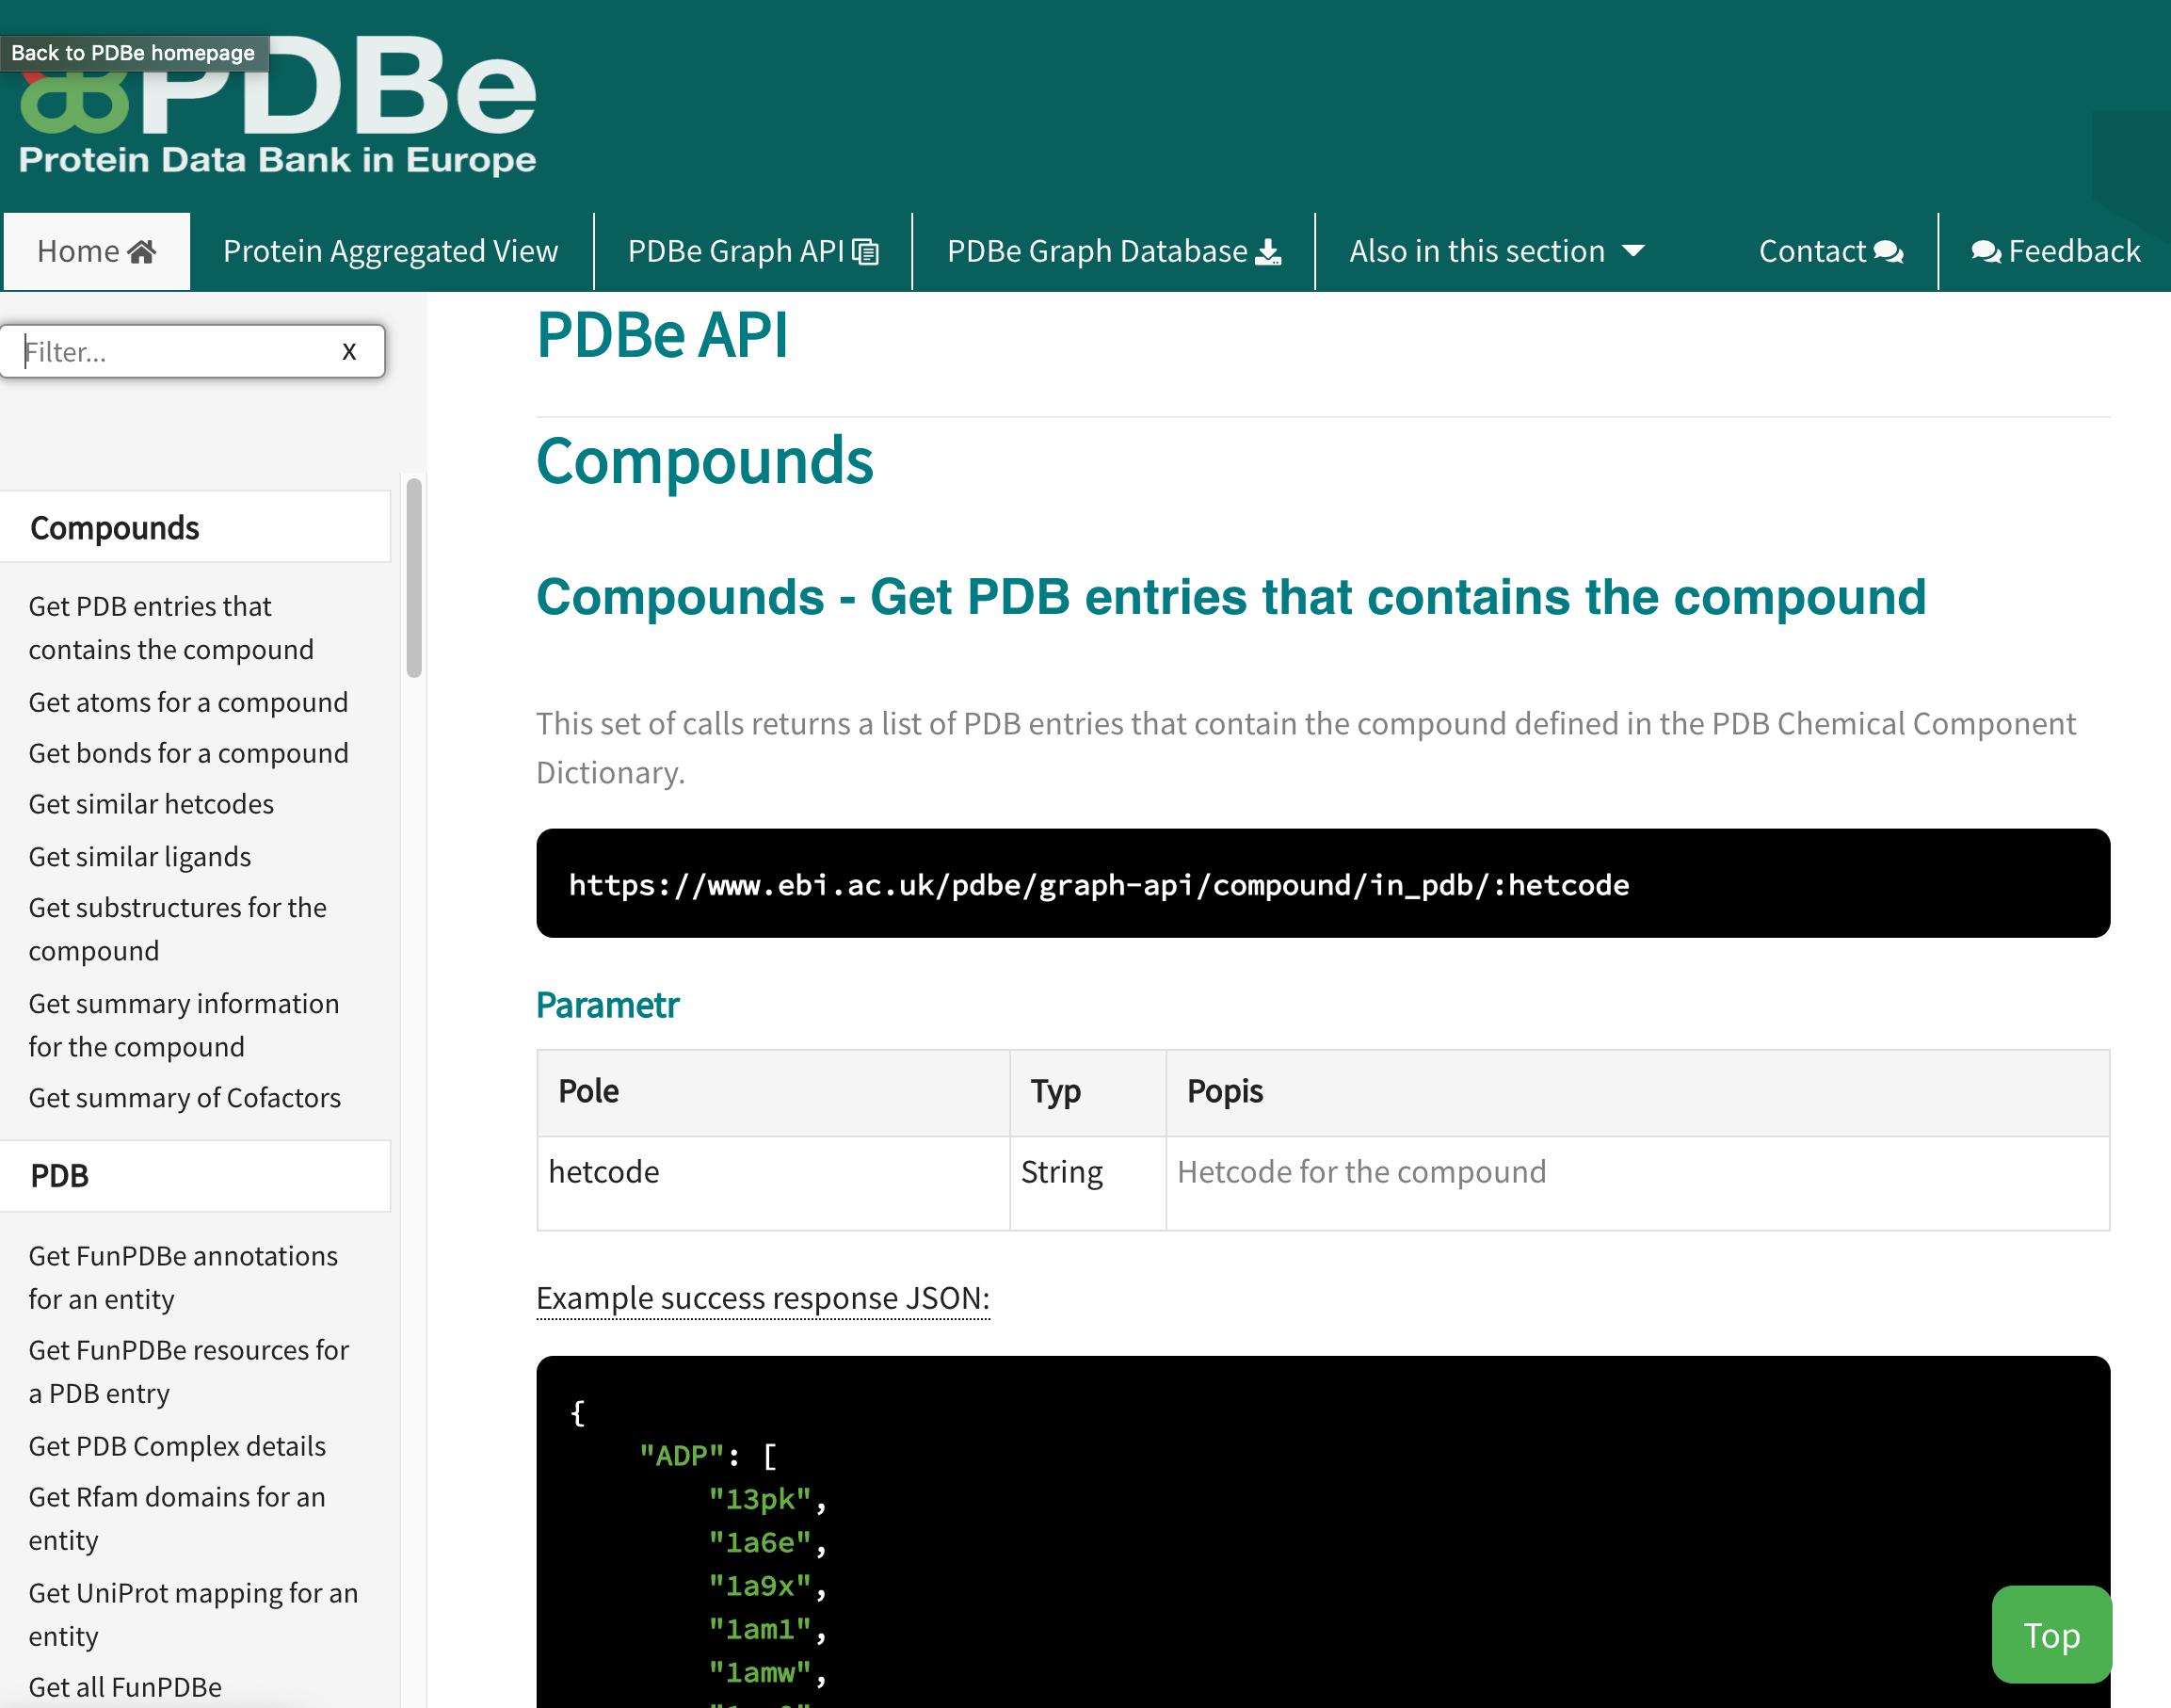 Back to PDBe homepage
PDBe
Protein Data Bank in Europe
Home
Protein Aggregated View
PDBe Graph API
PDBe Graph Database
Also in this section
Contact
Feedback
Filter...
X
Compounds
Get PDB entries that
contains the compound
Get atoms for a compound
Get bonds for a compound
Get similar hetcodes
Get similar ligands
Get substructures for the
compound
Get summary information
for the compound
Get summary of Cofactors
PDB
Get FunPDBe annotations
for an entity
Get FunPDBe resources for
a PDB entry
Get PDB Complex details
Get Rfam domains for an
entity
Get UniProt mapping for an
entity
Get all FunPDBe
PDBe API
Compounds
Compounds - Get PDB entries that contains the compound
This set of calls returns a list of PDB entries that contain the compound defined in the PDB Chemical Component
Dictionary.
https://www.ebi.ac.uk/pdbe/graph-api/compound/in_pdb/:hetcode
Parametr
Pole Typ Popis
hetcode String Hetcode for the compound
Example success response JSON:
{
"ADP": [
"13pk",
"1a6e",
"1a9x",
"1am1",
"1amw",
Top